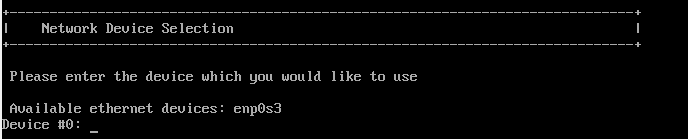 Network Device Selection
Please enter the device which you would like to use
Available ethernet devices: enp0s3
Device #0: _